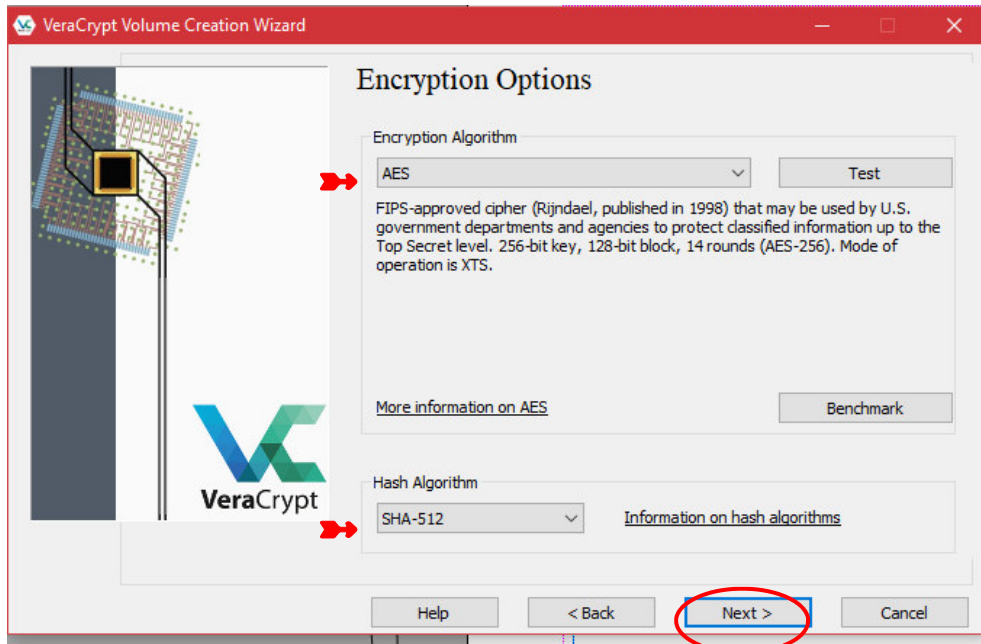 VeraCrypt Volume Creation Wizard
Encryption Options
Encryption Algorithm
AES
Test
FIPS-approved cipher (Rijndael, published in 1998) that may be used by U.S.
government departments and agencies to protect classified information up to the
Top Secret level. 256-bit key, 128-bit block, 14 rounds (AES-256). Mode of
operation is XTS.
More information on AES
Benchmark
VeraCrypt
Hash Algorithm
SHA-512
Information on hash algorithms
Help
< Back
Next >
Cancel